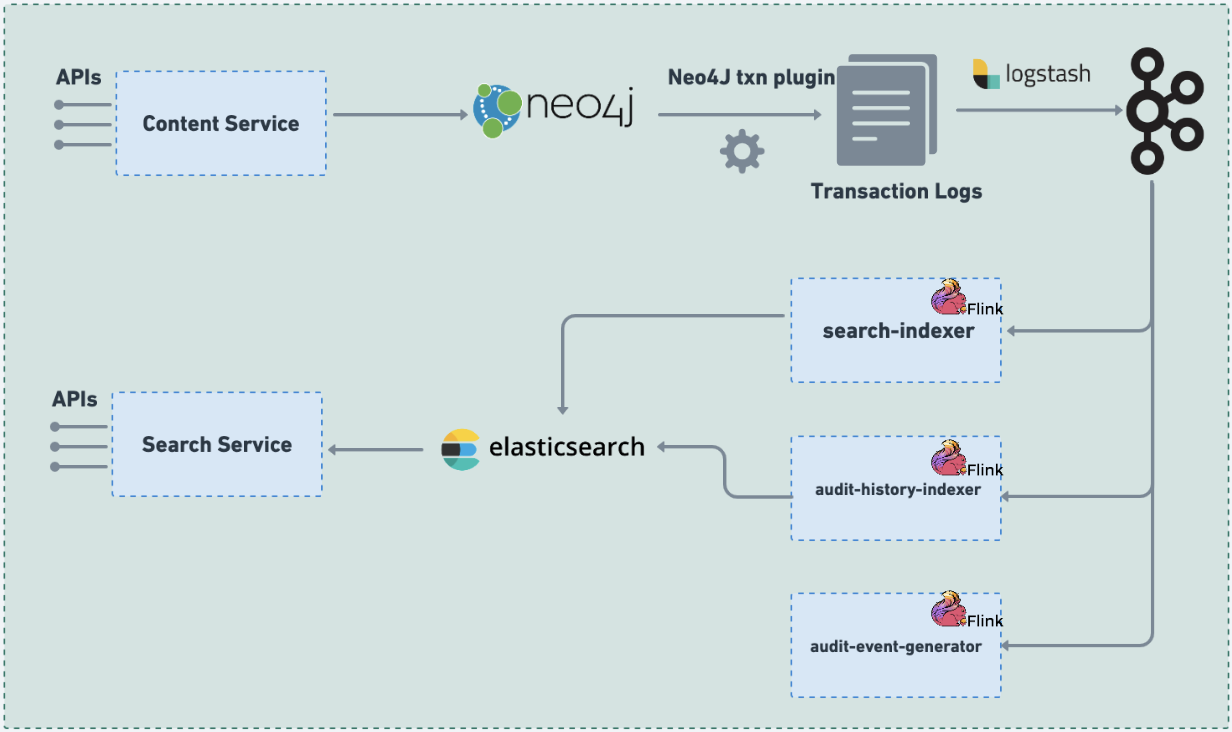 APIs
Content Service
neo4j
Neo4J txn plugin
Transaction Logs
logstash
Flink
search-indexer
APIs
Search Service
elasticsearch
Flink
audit-history-indexer
Flink
audit-event-generator